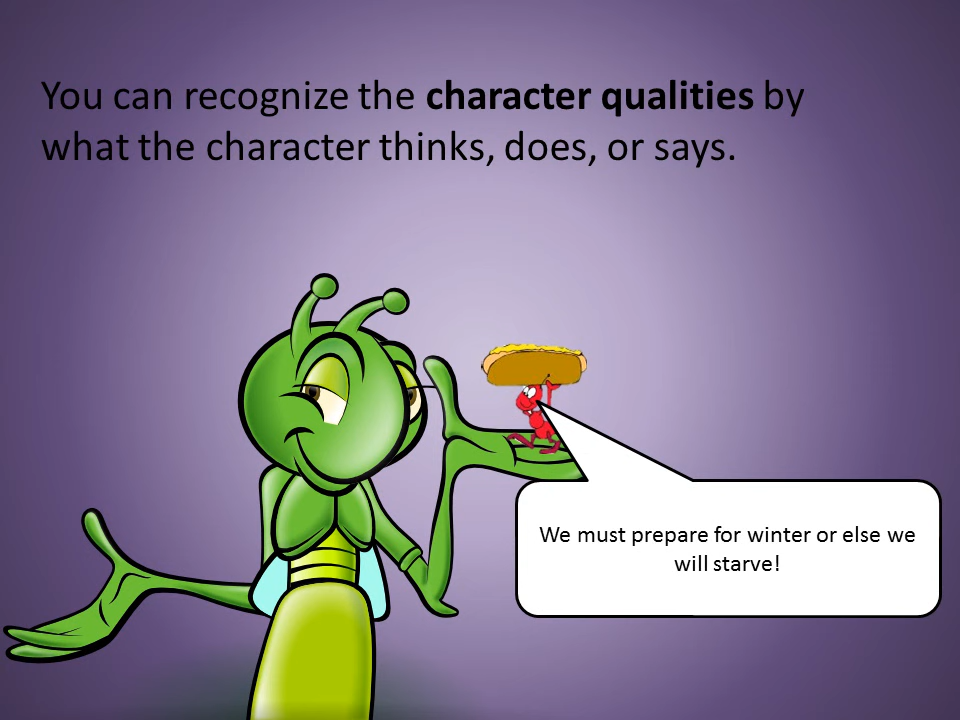 You can recognize the character qualities by
what the character thinks, does, or says.
We must prepare for winter or else we
will starve!